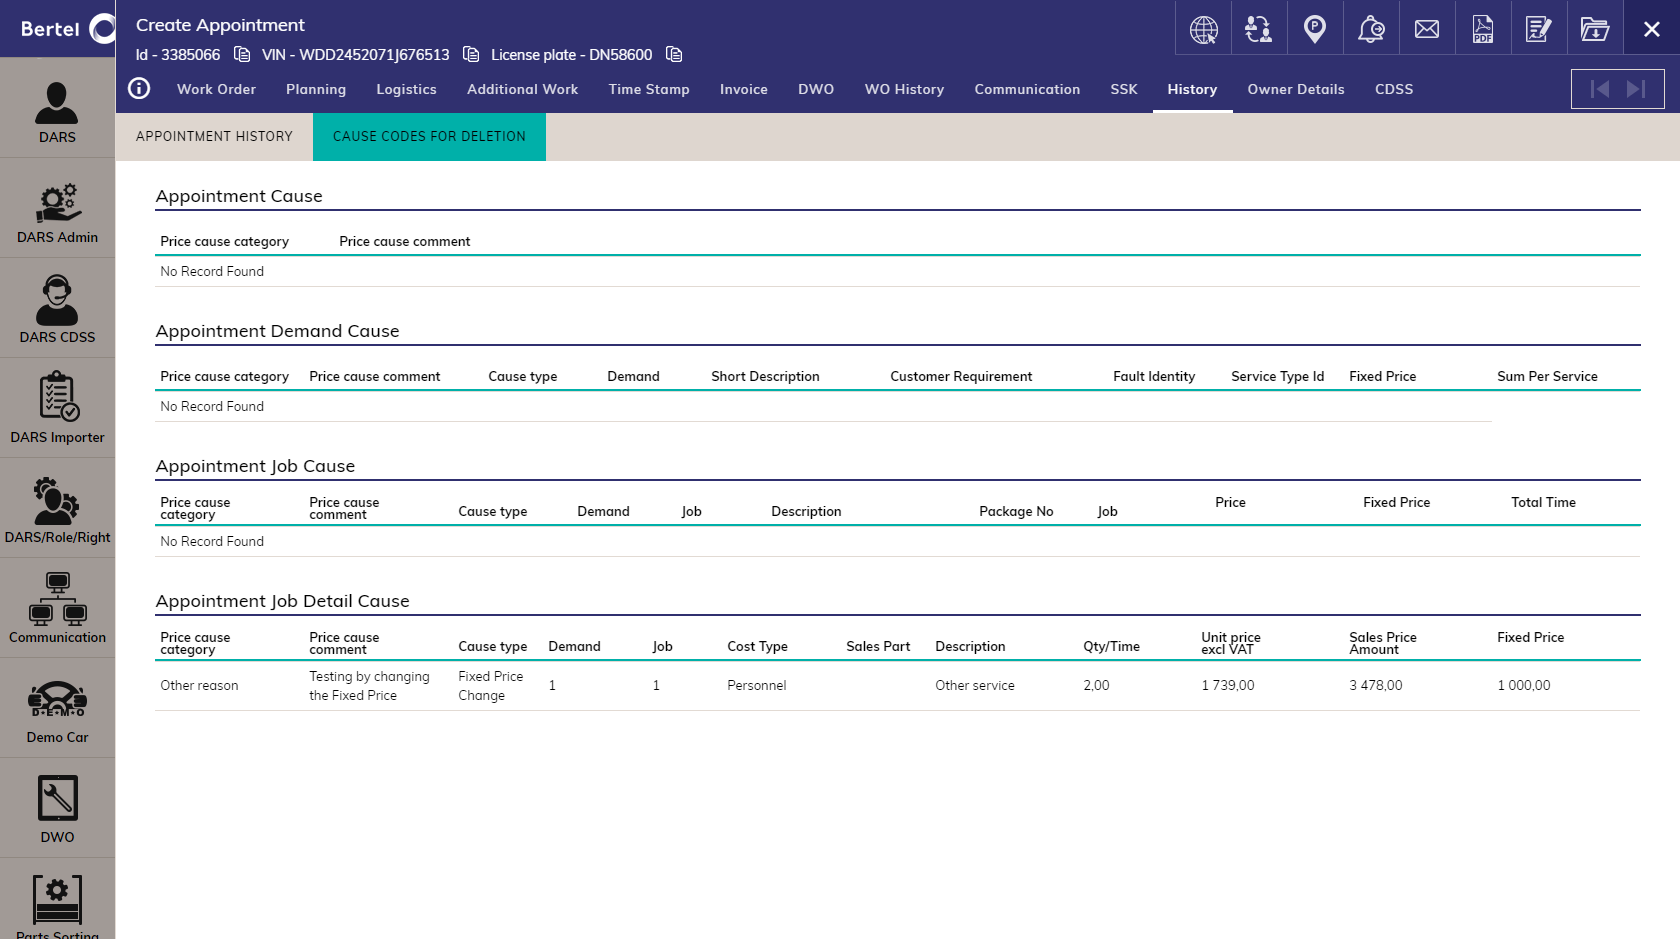 Bertel
Create Appointment
Id - 3385066 VIN - WDD2452071J676513 License plate - DN58600
Work Order Planning Logistics Additional Work Time Stamp Invoice DWO WO History Communication SSK History Owner Details CDSS
APPOINTMENT HISTORY CAUSE CODES FOR DELETION
DARS
DARS Admin
DARS CDSS
DARS Importer
DARS/Role/Right
Communication
D•E•M•O
Demo Car
DWO
Parts Sorting
P
PDF
Appointment Cause
Price cause category Price cause comment
No Record Found
Appointment Demand Cause
Price cause category Price cause comment Cause type Demand Short Description Customer Requirement Fault Identity Service Type Id Fixed Price Sum Per Service
No Record Found
Appointment Job Cause
Price cause category Price cause comment Cause type Demand Job Description Package No Job Price Fixed Price Total Time
No Record Found
Appointment Job Detail Cause
Price cause category Price cause comment Cause type Demand Job Cost Type Sales Part Description Qty/Time Unit price excl VAT Sales Price Amount Fixed Price
Other reason Testing by changing the Fixed Price Fixed Price Change 1 1 Personnel Other service 2,00 1 739,00 3 478,00 1 000,00